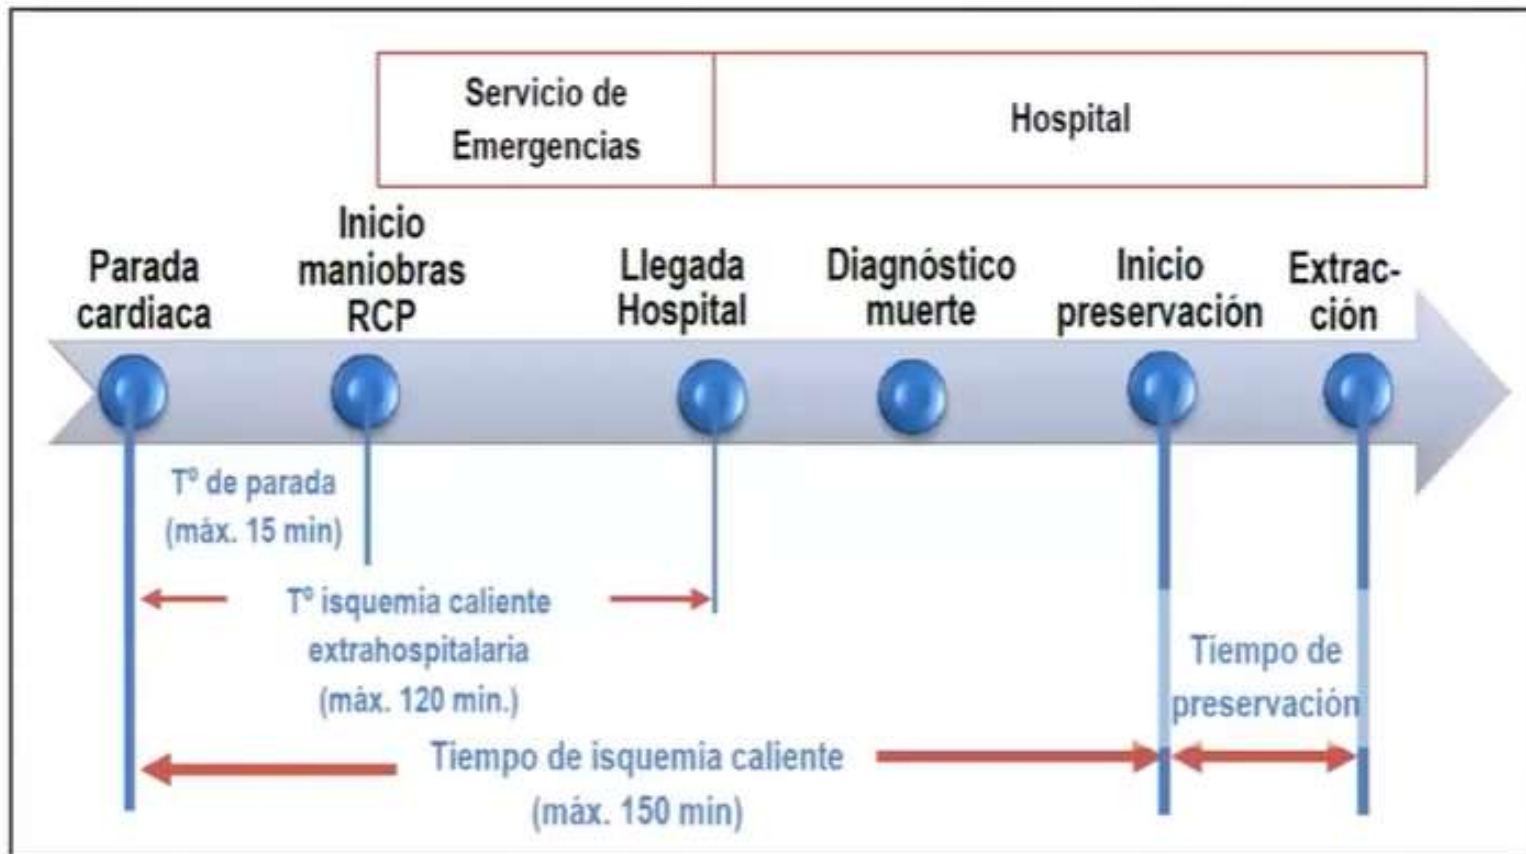 Servicio de
Emergencias
Hospital
Parada
cardiaca
Inicio
maniobras
RCP
Llegada
Hospital
Diagnóstico
muerte
Inicio
preservación
Extrac-
ción
Tº de parada
(máx. 15 min)
Tº isquemia caliente
extrahospitalaria
(máx. 120 min.)
Tiempo de
preservación
Tiempo de isquemia caliente
(máx. 150 min)